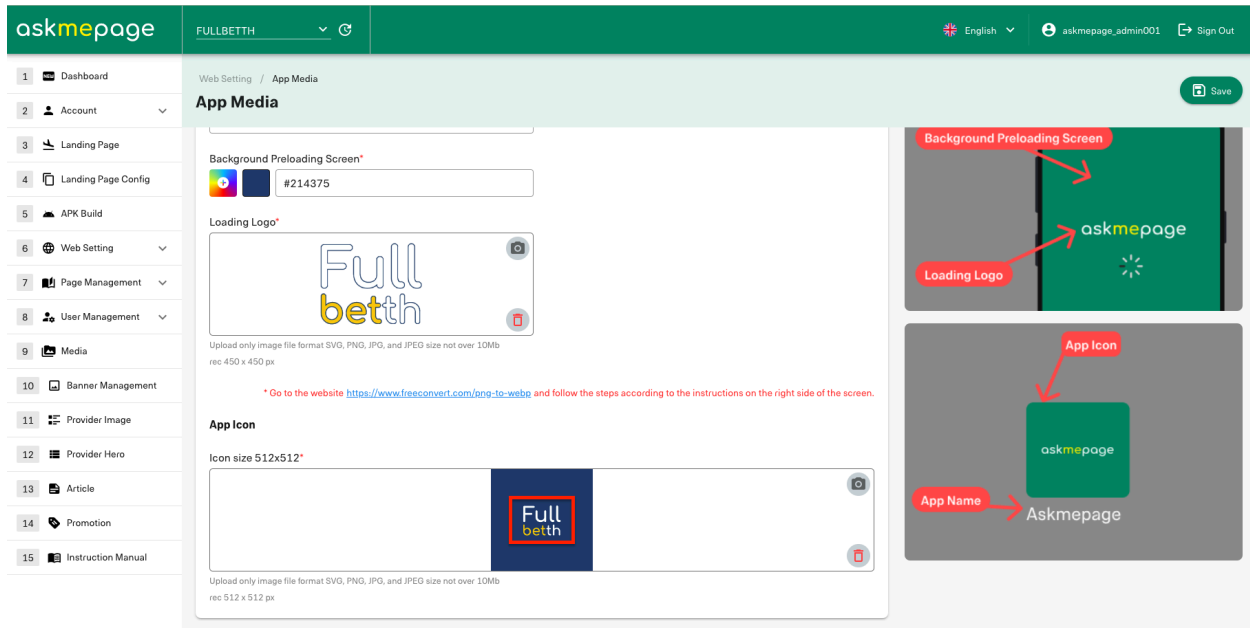 askmepage
FULLBETTH
English
askmepage_admin001
Sign Out
1 NEW Dashboard
2 Account
3 Landing Page
4 Landing Page Config
5 APK Build
6 Web Setting
7 Page Management
8 User Management
9 Media
10 Banner Management
11 Provider Image
12 Provider Hero
13 Article
14 Promotion
15 Instruction Manual
Web Setting / App Media
App Media
Save
Background Preloading Screen*
#214375
Loading Logo*
Full
betth
Upload only image file format SVG, PNG, JPG, and JPEG size not over 10Mb
rec 450 x 450 px
* Go to the website https://www.freeconvert.com/png-to-webp and follow the steps according to the instructions on the right side of the screen.
App Icon
Icon size 512x512*
Full
betth
Upload only image file format SVG, PNG, JPG, and JPEG size not over 10Mb
rec 512 x 512 px
Background Preloading Screen
askmepage
Loading Logo
App Icon
askmepage
App Name
Askmepage